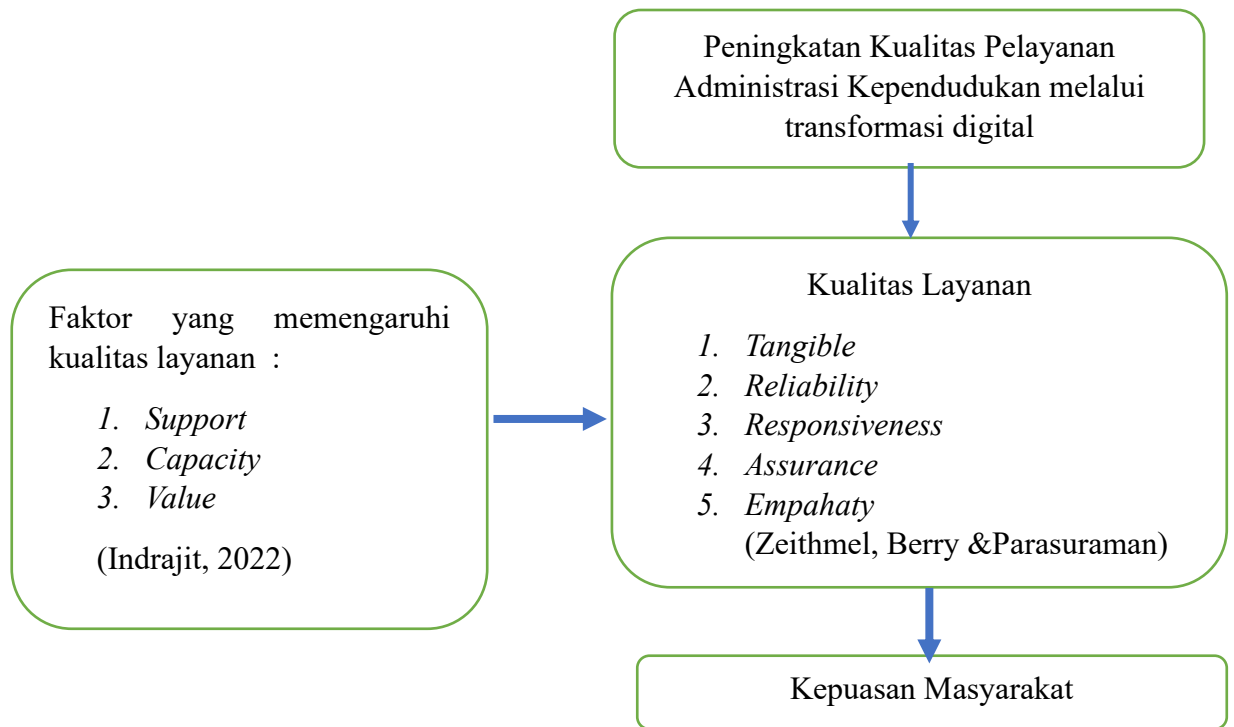 Peningkatan Kualitas Pelayanan
Administrasi Kependudukan melalui
transformasi digital
Faktor yang memengaruhi
kualitas layanan :
1. Support
2. Capacity
3. Value
(Indrajit, 2022)
Kualitas Layanan
1. Tangible
2. Reliability
3. Responsiveness
4. Assurance
5. Empahaty
(Zeithmel, Berry &Parasuraman)
Kepuasan Masyarakat